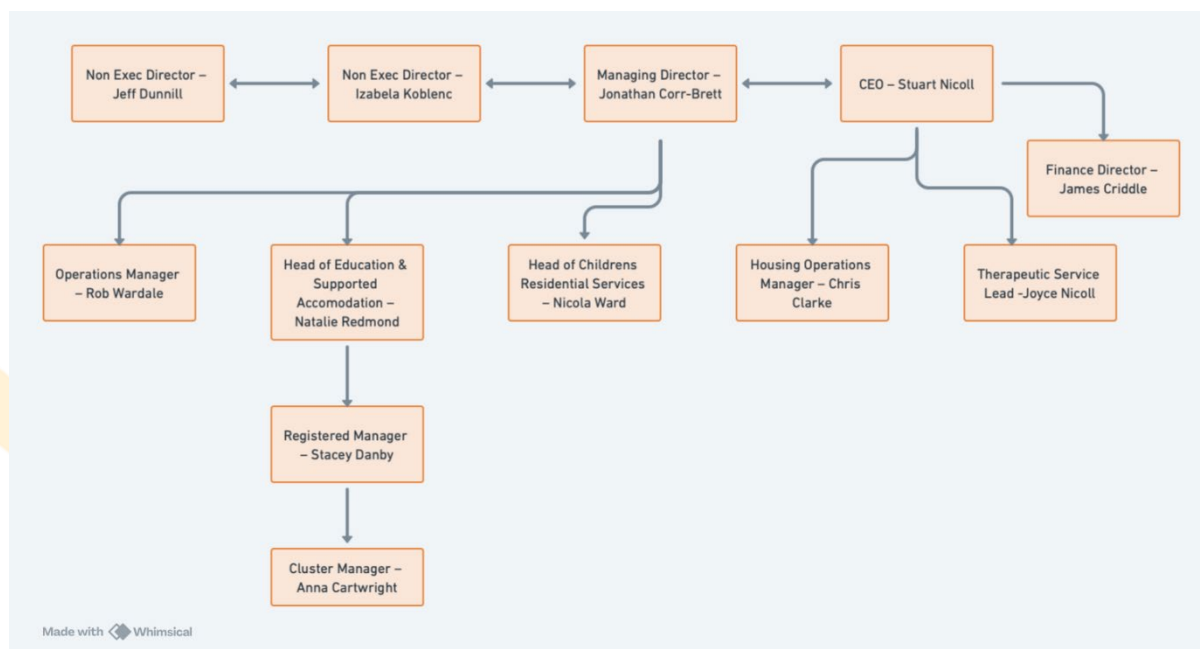 Non Exec Director –
Jeff Dunnill
Non Exec Director –
Izabela Koblenc
Managing Director –
Jonathan Corr-Brett
CEO – Stuart Nicoll
Finance Director –
James Criddle
Operations Manager
– Rob Wardale
Head of Education &
Supported
Accomodation –
Natalie Redmond
Head of Childrens
Residential Services
– Nicola Ward
Housing Operations
Manager – Chris
Clarke
Therapeutic Service
Lead -Joyce Nicoll
Registered Manager
– Stacey Danby
Cluster Manager –
Anna Cartwright
Made with Whimsical